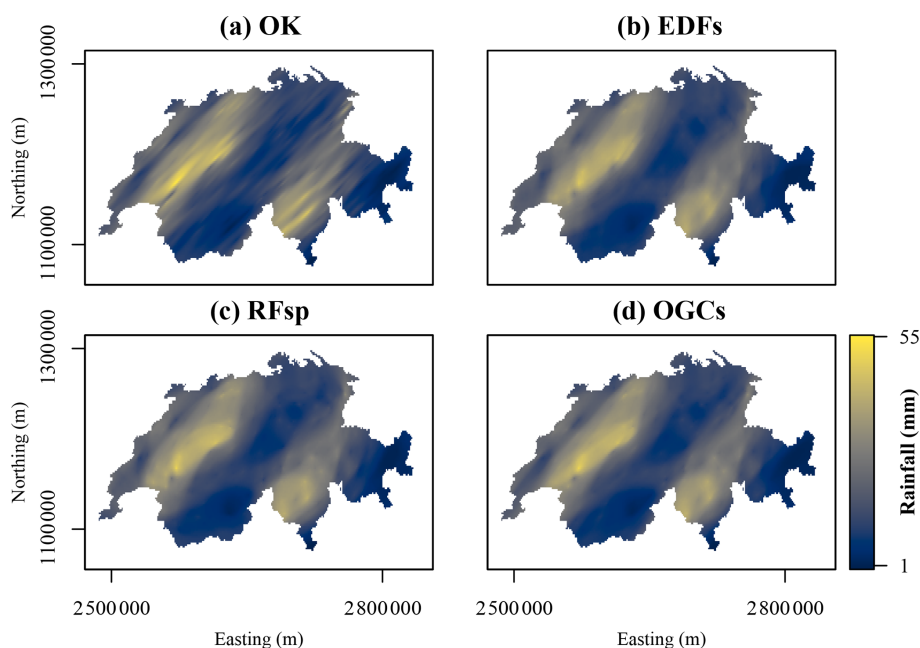 (a) OK
(b) EDFs
1300000
Northing (m)
1100000
(c) RFsp
(d) OGCs
1300000
Northing (m)
1100000
55
Rainfall (mm)
1
2500000
2800000
2500000
2800000
Easting (m)
Easting (m)